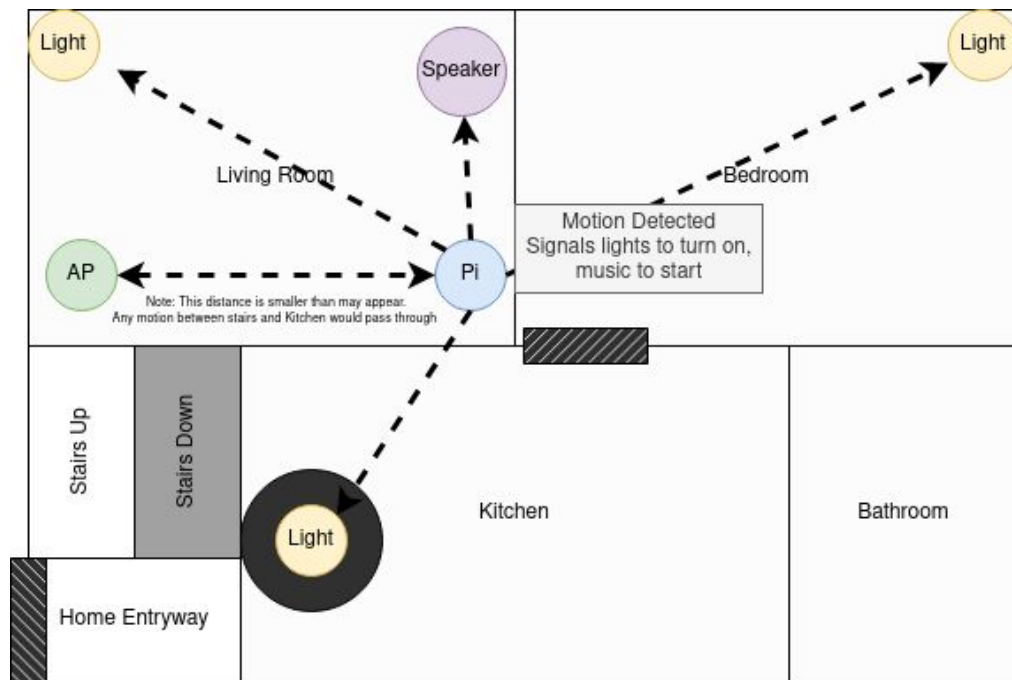 Light
Speaker
Light
Living Room
Bedroom
Motion Detected
Signals lights to turn on,
music to start
AP
Pi
Note: This distance is smaller than may appear.
Any motion between stairs and Kitchen would pass through
Stairs Up
Stairs Down
Kitchen
Bathroom
Light
Home Entryway